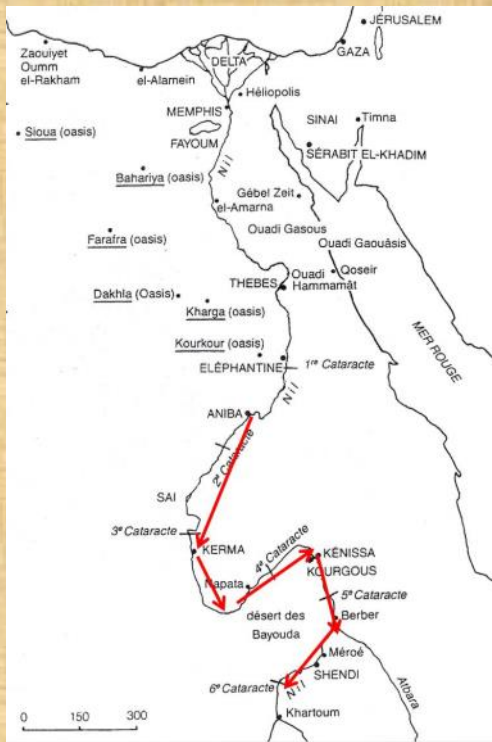 JÉRUSALEM
Zaouiyet
Oumm
el-Rakham
el-Alamein
DELTA
GAZA
Héliopolis
MEMPHIS
SINAI
Timna
FAYOUM
Sioua (oasis)
SÉRABIT EL-KHADIM
Nil
Bahariya (oasis)
Gébel Zeit
el-Amarna
Ouadi Gasous
Farafra (oasis)
Ouadi Gaouâsis
Ouadi
Hammamât
Qoseir
THEBES
Dakhla (Oasis)
Kharga (oasis)
Kourkour (oasis)
MER ROUGE
ELÉPHANTINE
1re Cataracte
Nil
ANIBA
2e Cataracte
SAI
3e Cataracte
KERMA
4e Cataracte
KÉNISSA
KOURGOUS
Napata
5e Cataracte
désert des
Bayouda
Berber
Méroé
SHENDI
6e Cataracte
Nil
Atbara
Khartoum
0 150 300